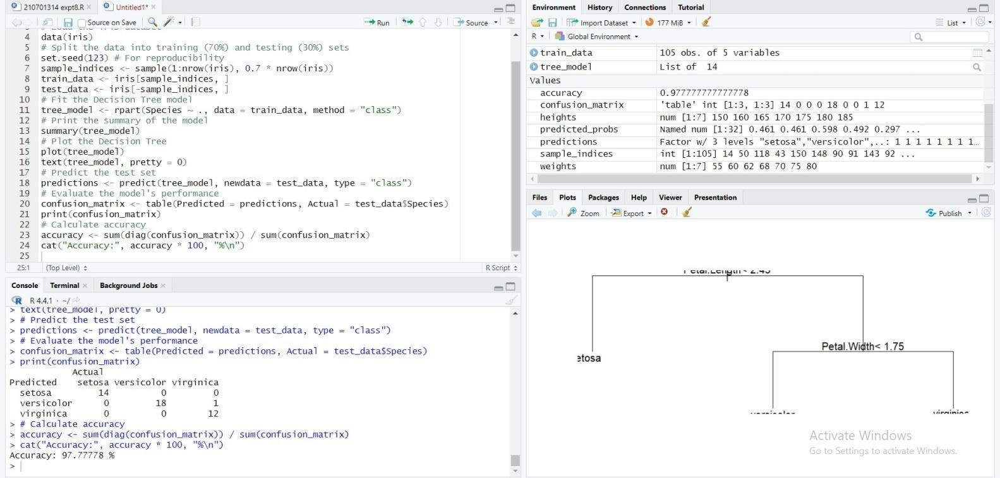 210701314 expt8.R
Untitled1*
Source on Save
Run
Source
4 data(iris)
5 # Split the data into training (70%) and testing (30%) sets
6 set.seed(123) # For reproducibility
7 sample_indices <- sample(1:nrow(iris), 0.7 * nrow(iris))
8 train_data <- iris[sample_indices, ]
9 test_data <- iris[-sample_indices, ]
10 # Fit the Decision Tree model
11 tree_model <- rpart(Species ~ ., data = train_data, method = "class")
12 # Print the summary of the model
13 summary(tree_model)
14 # Plot the Decision Tree
15 plot(tree_model)
16 text(tree_model, pretty = 0)
17 # Predict the test set
18 predictions <- predict(tree_model, newdata = test_data, type = "class")
19 # Evaluate the model's performance
20 confusion_matrix <- table(Predicted = predictions, Actual = test_data$Species)
21 print(confusion_matrix)
22 # Calculate accuracy
23 accuracy <- sum(diag(confusion_matrix)) / sum(confusion_matrix)
24 cat("Accuracy:", accuracy * 100, "%\n")
25
25:1 (Top Level) R Script
Console Terminal Background Jobs
R 4.4.1 · ~/
> text(tree_model, pretty = 0)
> # Predict the test set
> predictions <- predict(tree_model, newdata = test_data, type = "class")
> # Evaluate the model's performance
> confusion_matrix <- table(Predicted = predictions, Actual = test_data$Species)
> print(confusion_matrix)
Actual
Predicted setosa versicolor virginica
setosa 14 0 0
versicolor 0 18 1
virginica 0 0 12
> # Calculate accuracy
> accuracy <- sum(diag(confusion_matrix)) / sum(confusion_matrix)
> cat("Accuracy:", accuracy * 100, "%\n")
Accuracy: 97.77778 %
>
Environment History Connections Tutorial
Import Dataset 177 MiB List
R Global Environment
train_data 105 obs. of 5 variables
tree_model List of 14
Values
accuracy 0.977777777777778
confusion_matrix 'table' int [1:3, 1:3] 14 0 0 0 18 0 0 1 12
heights num [1:7] 150 160 165 170 175 180 185
predicted_probs Named num [1:32] 0.461 0.461 0.598 0.492 0.297 ...
predictions Factor w/ 3 levels "setosa","versicolor",..: 1 1 1 1 1 1 1 1…
sample_indices int [1:105] 14 50 118 43 150 148 90 91 143 92 ...
weights num [1:7] 55 60 62 68 70 75 80
Files Plots Packages Help Viewer Presentation
Zoom Export Publish
Petal.Length< 2.45
etosa
Petal.Width< 1.75
versicolor
virginica
Activate Windows
Go to Settings to activate Windows.